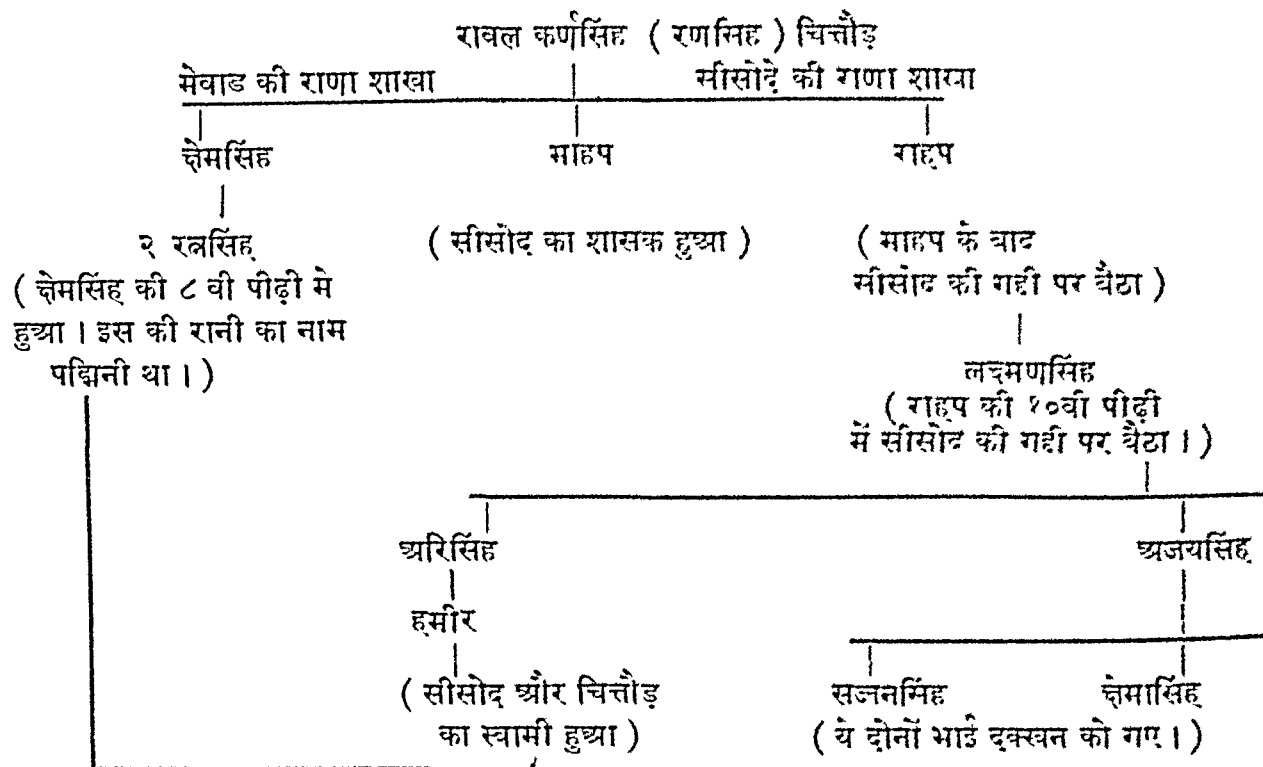 रावल कर्णसिंह ( रणसिह ) चित्तौड़
मेवाड की राणा शाखा सीसोदे की राणा शाखा
क्षेमसिंह माहप राहप
२ रत्नसिंह ( सीसोद का शासक हुआ ) ( माहप के बाद
( क्षेमसिंह की ८ वी पीढ़ी मे सीसोद की गद्दी पर बैठा )
हुआ । इस की रानी का नाम
पद्मिनी था । ) लक्ष्मणसिंह
( राहप की १०वी पीढ़ी
में सीसोद की गद्दी पर बैठा । )
अरिसिंह अजयसिंह
हमीर
( सीसोद और चित्तौड़ सज्जनसिंह क्षेमासिंह
का स्वामी हुआ ) ( ये दोनों भाई दक्खन को गए । )